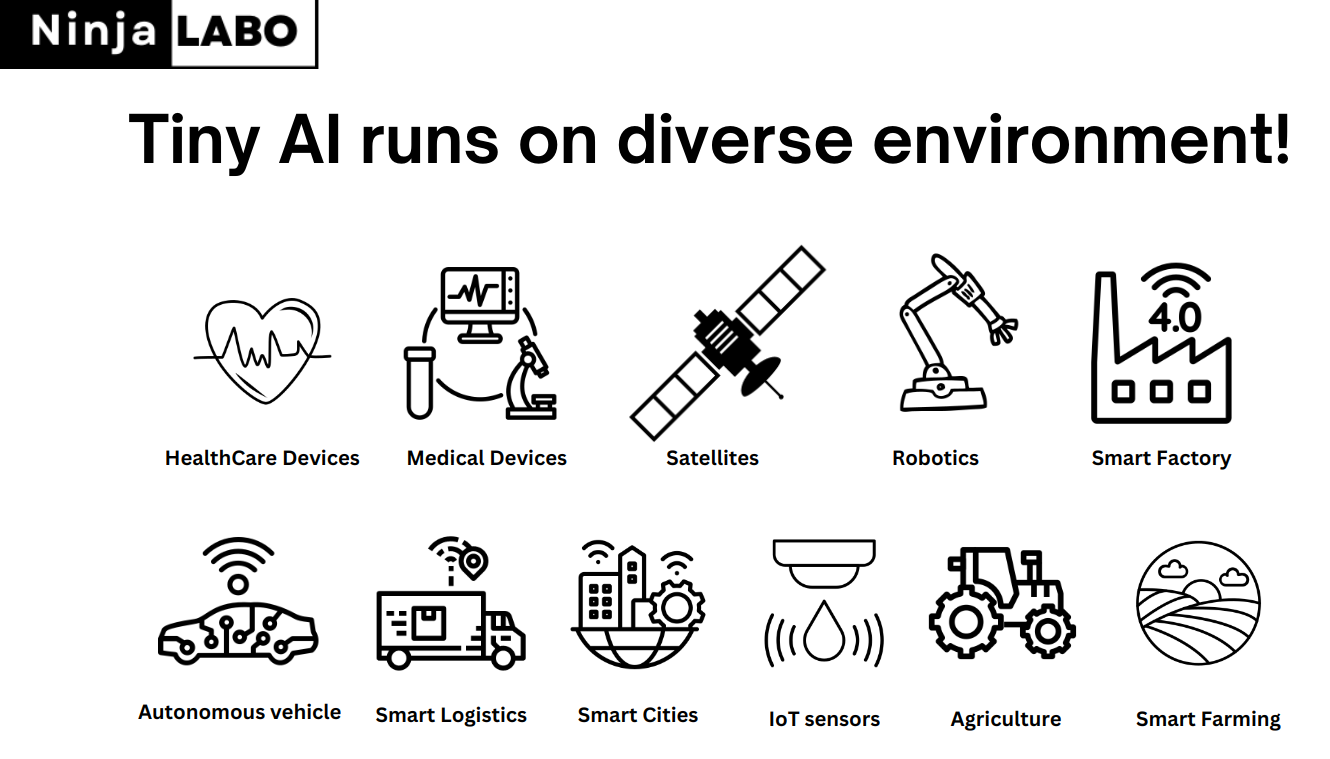 Ninja LABO
Tiny AI runs on diverse environment!
4.0
HealthCare Devices
Medical Devices
Satellites
Robotics
Smart Factory
Autonomous vehicle
Smart Logistics
Smart Cities
IoT sensors
Agriculture
Smart Farming